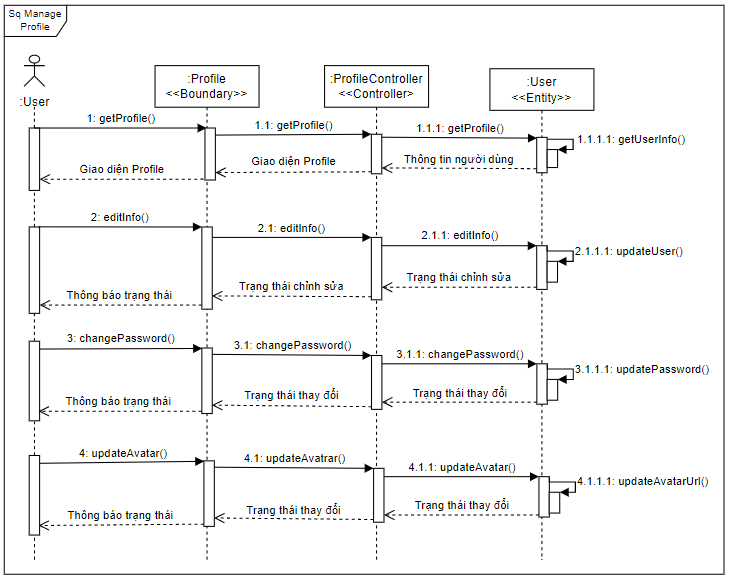 Sq Manage
Profile
:User
:Profile
<<Boundary>>
:ProfileController
<<Controller>
:User
<<Entity>>
1: getProfile()
1.1: getProfile()
1.1.1: getProfile()
1.1.1.1: getUserInfo()
Thông tin người dùng
Giao diện Profile
Giao diện Profile
2: editInfo()
2.1: editInfo()
2.1.1: editInfo()
2.1.1.1: updateUser()
Trạng thái chỉnh sửa
Trạng thái chỉnh sửa
Thông báo trạng thái
3: changePassword()
3.1: changePassword()
3.1.1: changePassword()
3.1.1.1: updatePassword()
Trạng thái thay đổi
Trạng thái thay đổi
Thông báo trạng thái
4: updateAvatar()
4.1: updateAvatrar()
4.1.1: updateAvatar()
4.1.1.1: updateAvatarUrl()
Trạng thái thay đổi
Trạng thái thay đổi
Thông báo trạng thái